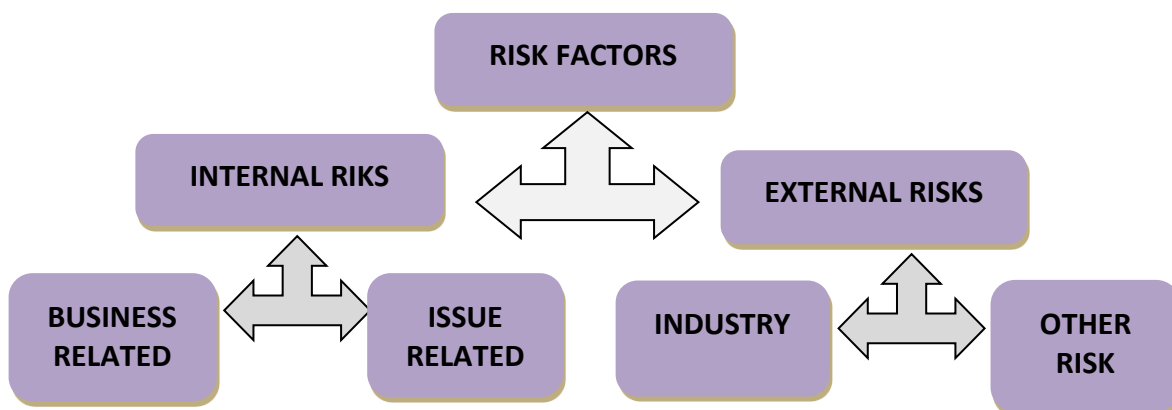 RISK FACTORS
INTERNAL RIKS
EXTERNAL RISKS
BUSINESS
RELATED
ISSUE
RELATED
INDUSTRY
OTHER
RISK